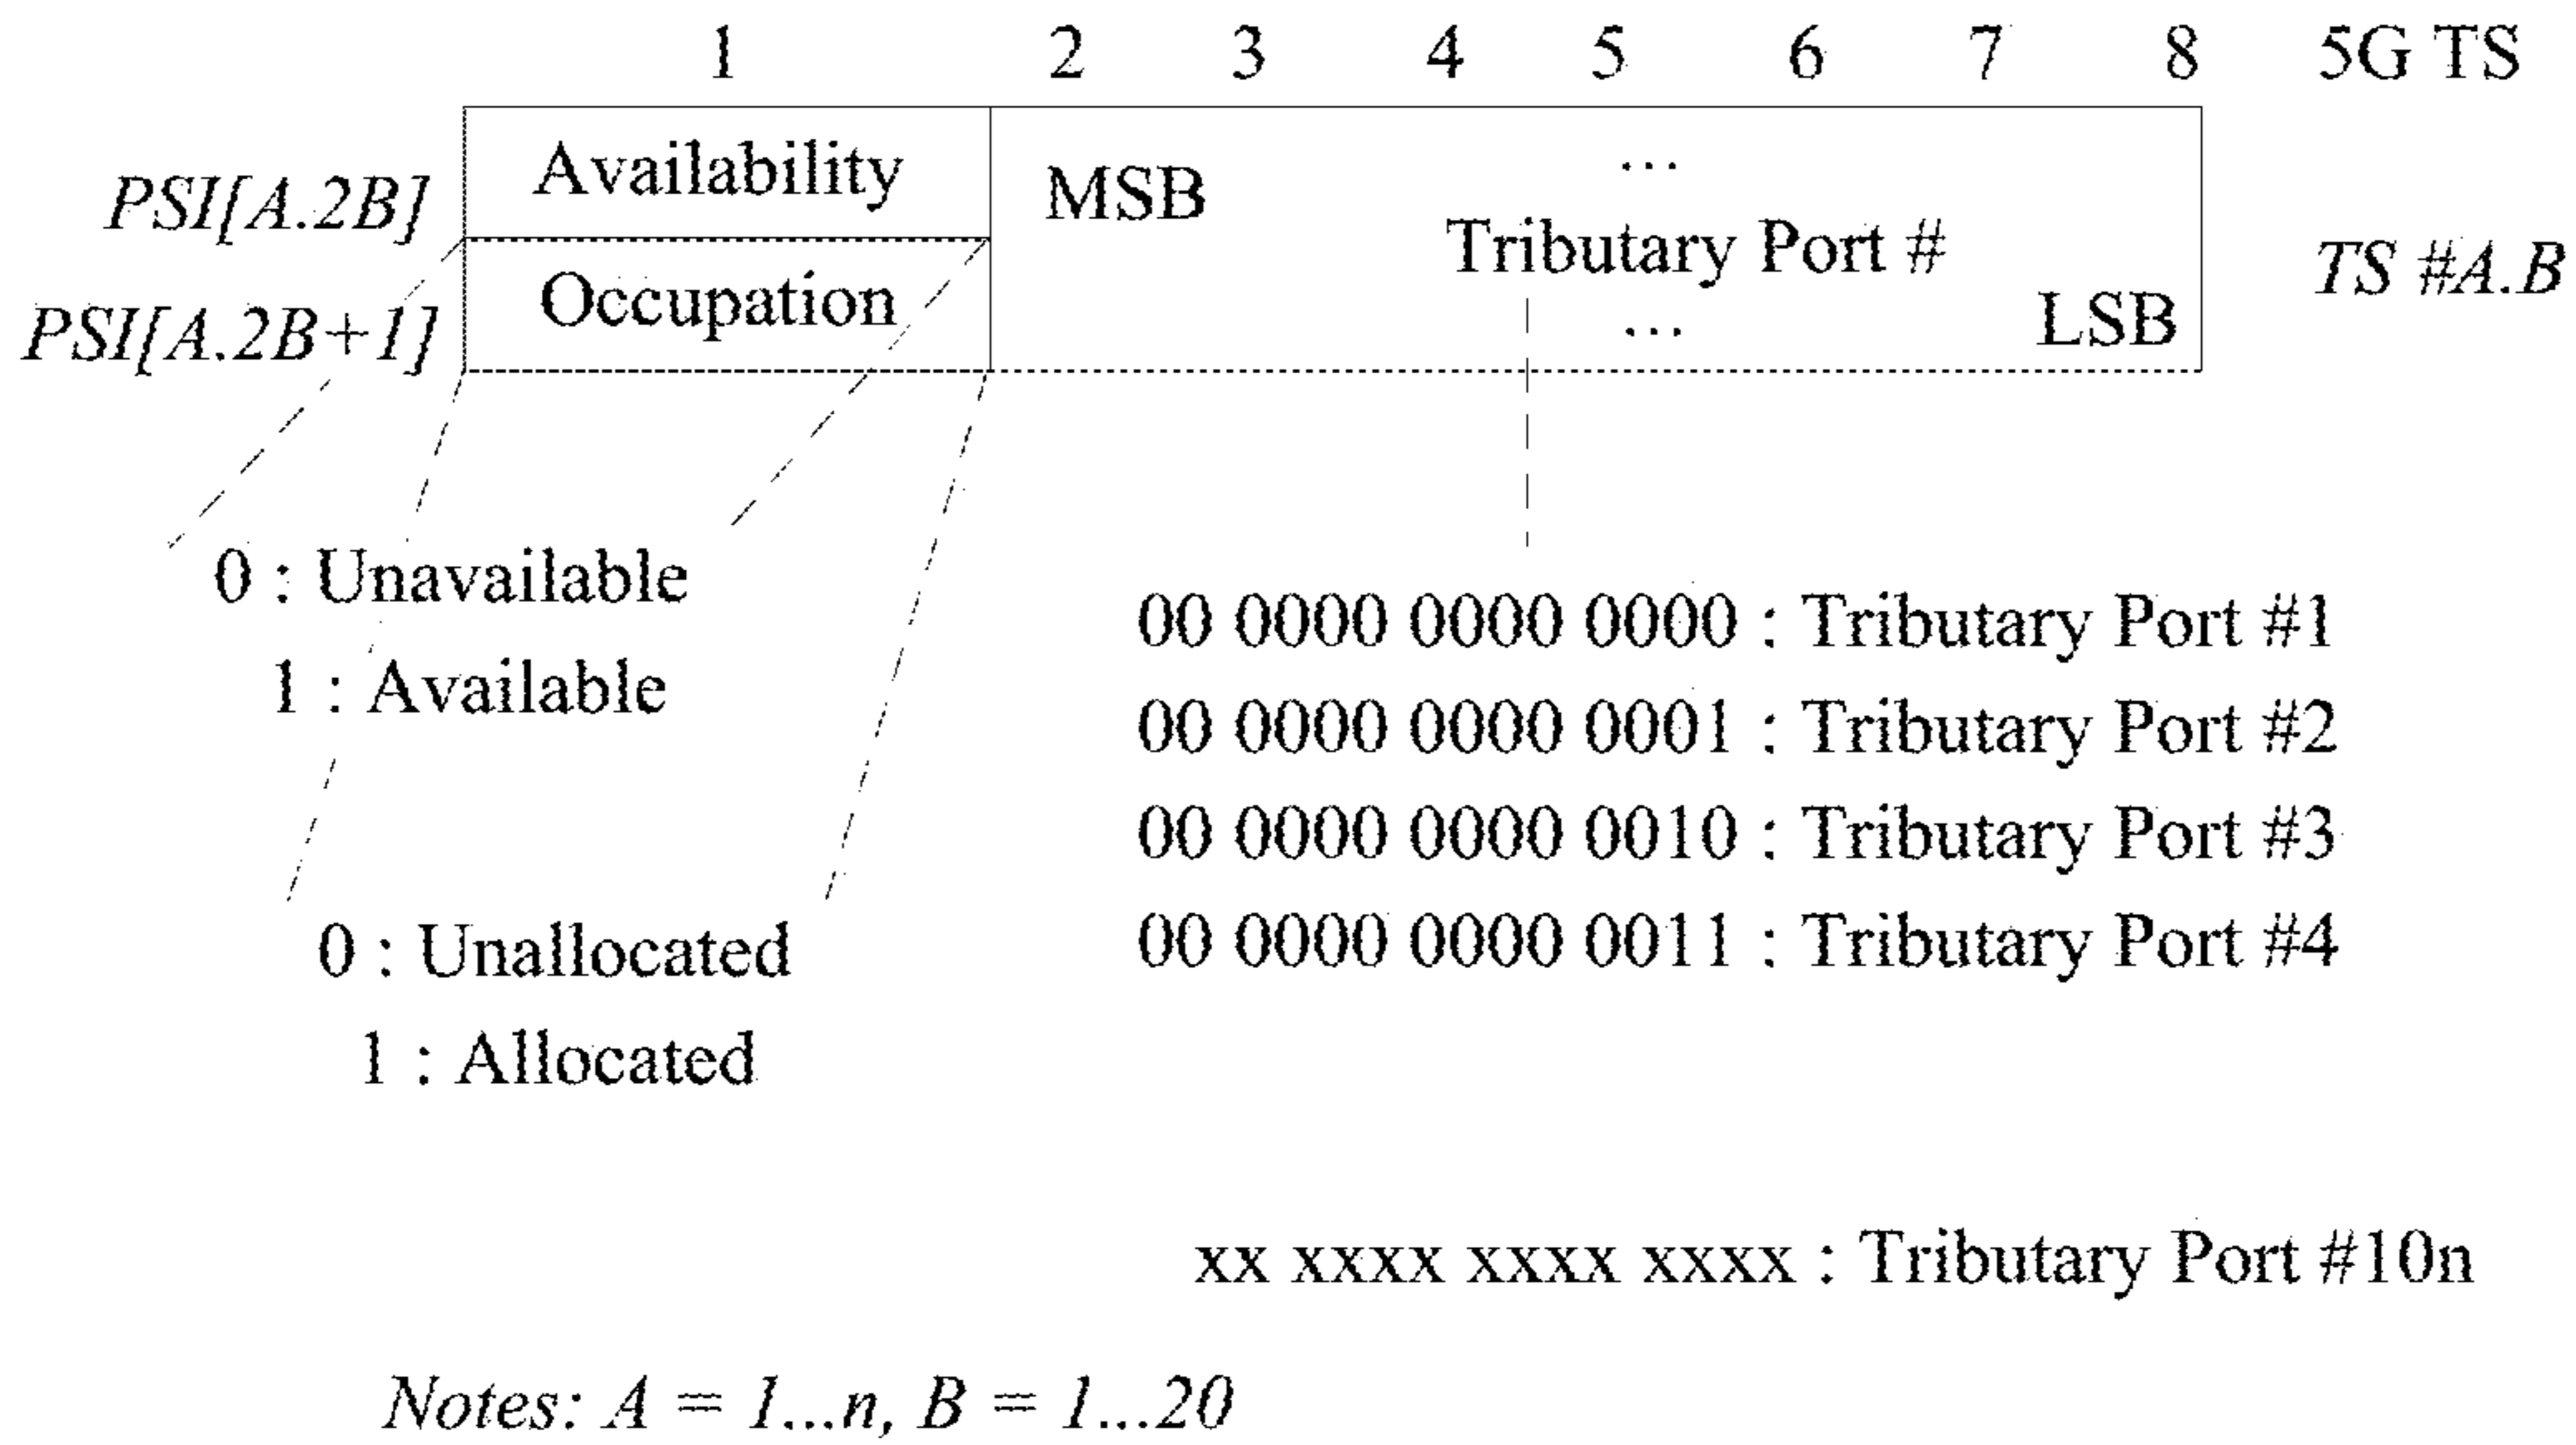 1 2 3 4 5 6 7 8 5G TS
PSI[A.2B] Availability MSB ...
Tributary Port # TS #A.B
PSI[A.2B+1] Occupation ... LSB
0 : Unavailable
1 : Available
0 : Unallocated
1 : Allocated
00 0000 0000 0000 : Tributary Port #1
00 0000 0000 0001 : Tributary Port #2
00 0000 0000 0010 : Tributary Port #3
00 0000 0000 0011 : Tributary Port #4
xx xxxx xxxx xxxx : Tributary Port #10n
Notes: A = 1...n, B = 1...20